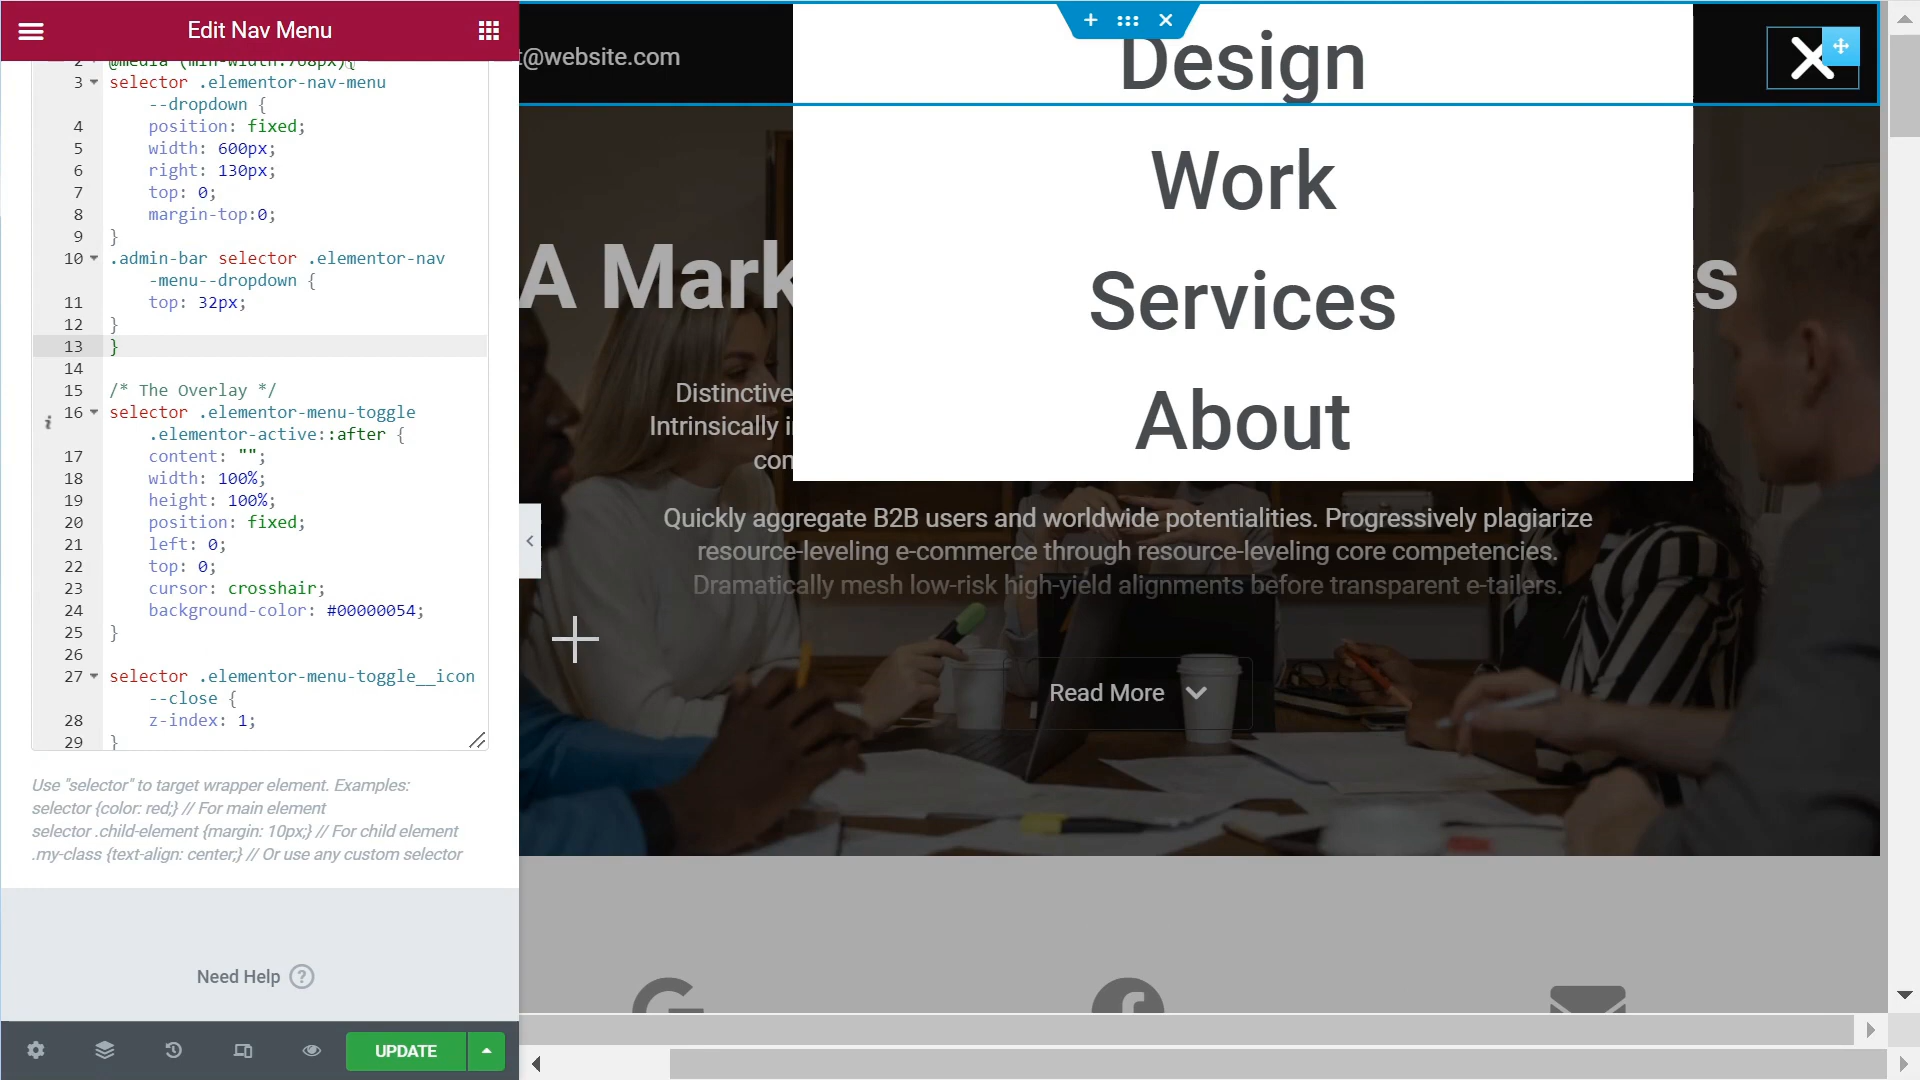 Edit Nav Menu
2 @media (min-width:768px){
3 selector .elementor-nav-menu
--dropdown {
4 position: fixed;
5 width: 600px;
6 right: 130px;
7 top: 0;
8 margin-top:0;
9 }
10 .admin-bar selector .elementor-nav
-menu--dropdown {
11 top: 32px;
12 }
13 }
14
15 /* The Overlay */
16 selector .elementor-menu-toggle
.elementor-active::after {
17 content: "";
18 width: 100%;
19 height: 100%;
20 position: fixed;
21 left: 0;
22 top: 0;
23 cursor: crosshair;
24 background-color: #00000054;
25 }
26
27 selector .elementor-menu-toggle__icon
--close {
28 z-index: 1;
29 }
Use "selector" to target wrapper element. Examples:
selector {color: red;} // For main element
selector .child-element {margin: 10px;} // For child element
.my-class {text-align: center;} // Or use any custom selector
Need Help ?
UPDATE
t@website.com
Design
Work
Services
About
A Mark
s
Distinctive
Intrinsically i
con
Quickly aggregate B2B users and worldwide potentialities. Progressively plagiarize
resource-leveling e-commerce through resource-leveling core competencies.
Dramatically mesh low-risk high-yield alignments before transparent e-tailers.
Read More